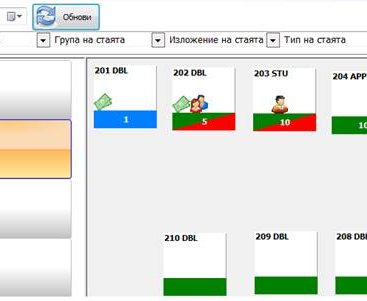 Обнови
Група на стаята
Изложение на стаята
Тип на стаята
201 DBL
202 DBL
203 STU
204 APP
1
5
10
10
210 DBL
209 DBL
208 DBL